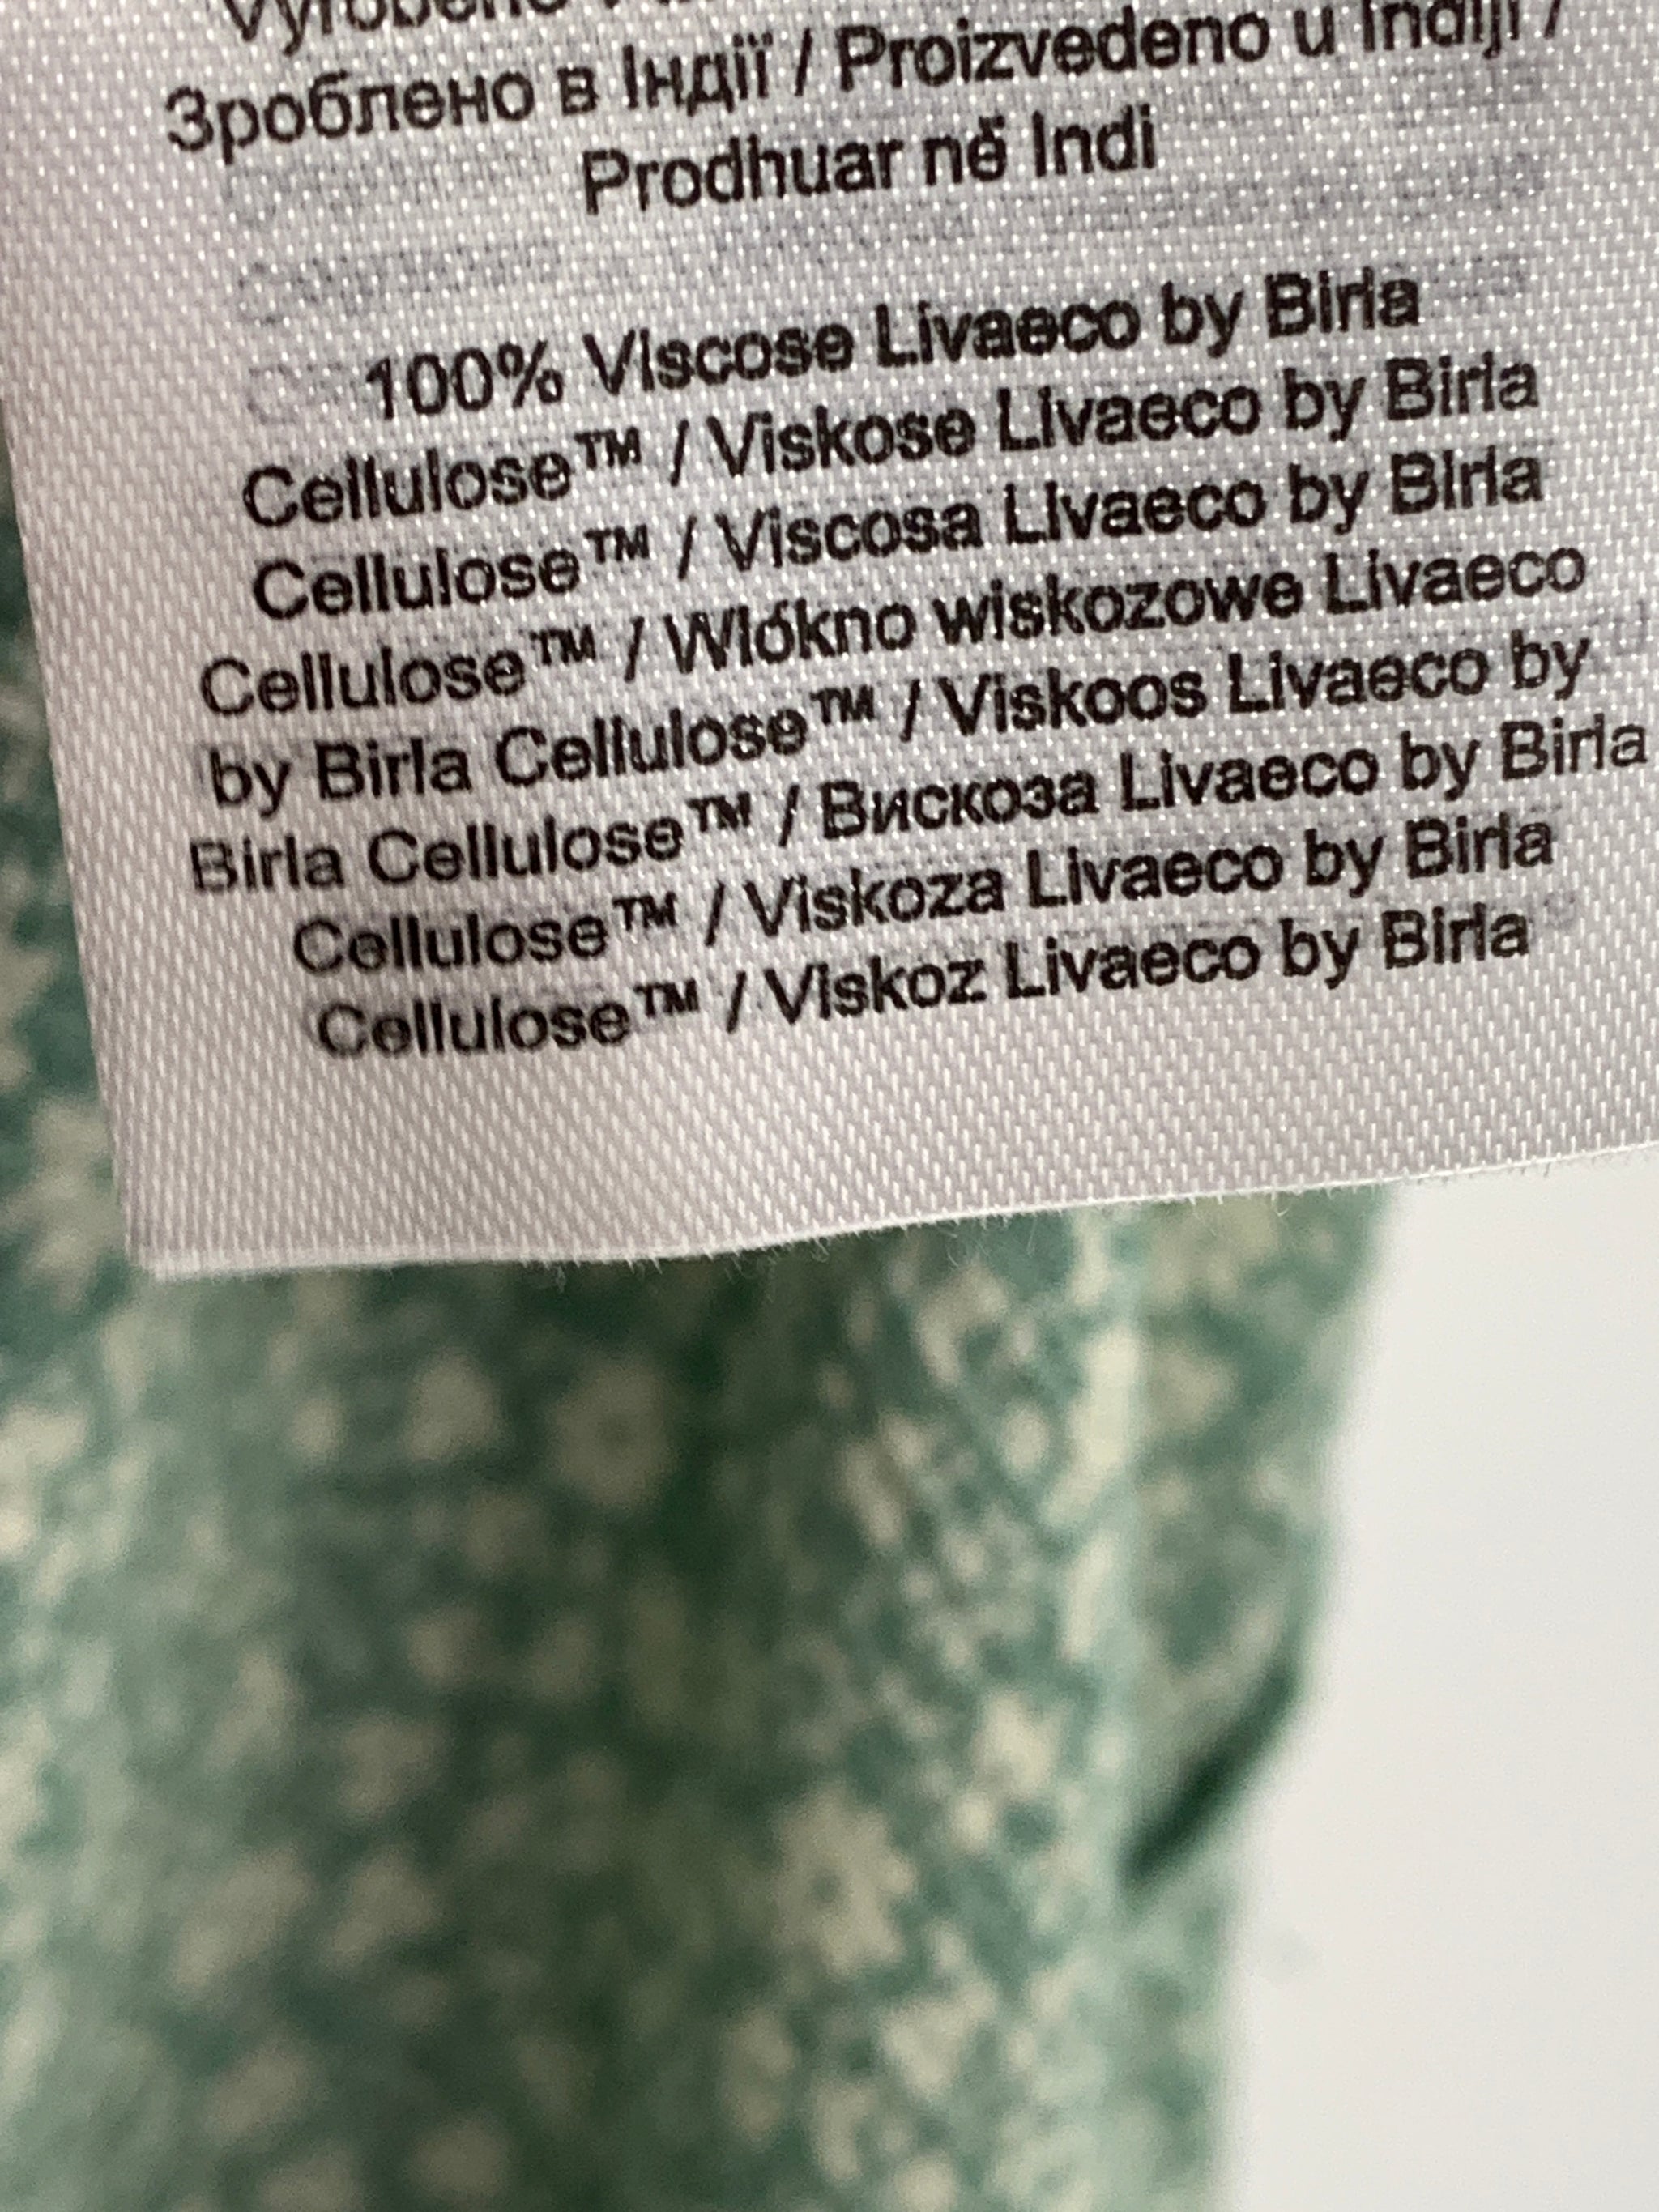 Vyrobeno
Зроблено в Індії / Proizvedeno u Indiji /
Prodhuar në Indi
100% Viscose Livaeco by Birla
Cellulose™ / Viskose Livaeco by Birla
Cellulose™ / Viscosa Livaeco by Birla
Cellulose™ / Wlókno wiskozowe Livaeco
by Birla Cellulose™ / Viskoos Livaeco by
Birla Cellulose™ / Вискоза Livaeco by Birla
Cellulose™ / Viskoza Livaeco by Birla
Cellulose™ / Viskoz Livaeco by Birla